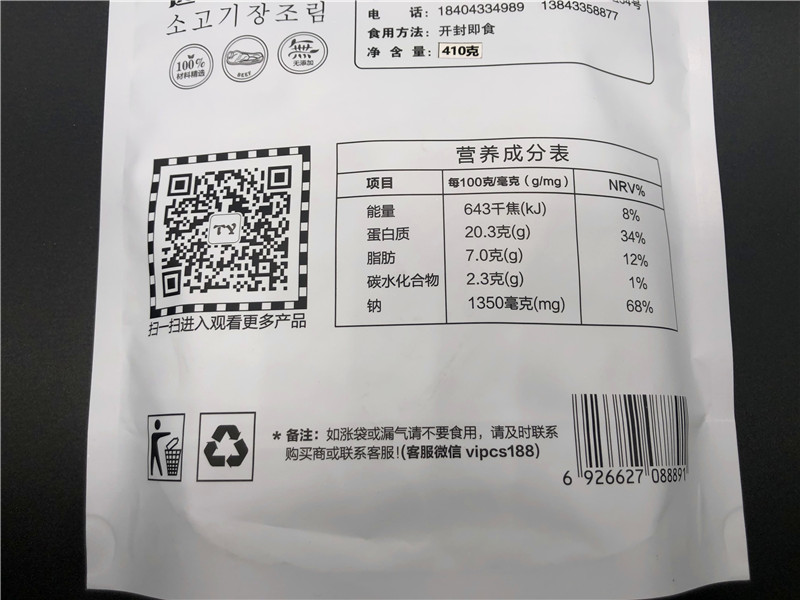 소고기장조림
电 话：18404334989 13843358877
食用方法：开封即食
净 含 量：410克
100%
材料精选
BEEF
無
无添加
TY
扫一扫进入观看更多产品
营养成分表
项目 每100克/毫克（g/mg） NRV%
能量 643千焦(kJ) 8%
蛋白质 20.3克(g) 34%
脂肪 7.0克(g) 12%
碳水化合物 2.3克(g) 1%
钠 1350毫克(mg) 68%
* 备注：如涨袋或漏气请不要食用，请及时联系
购买商或联系客服！(客服微信 vipcs188)
6 926627 088891